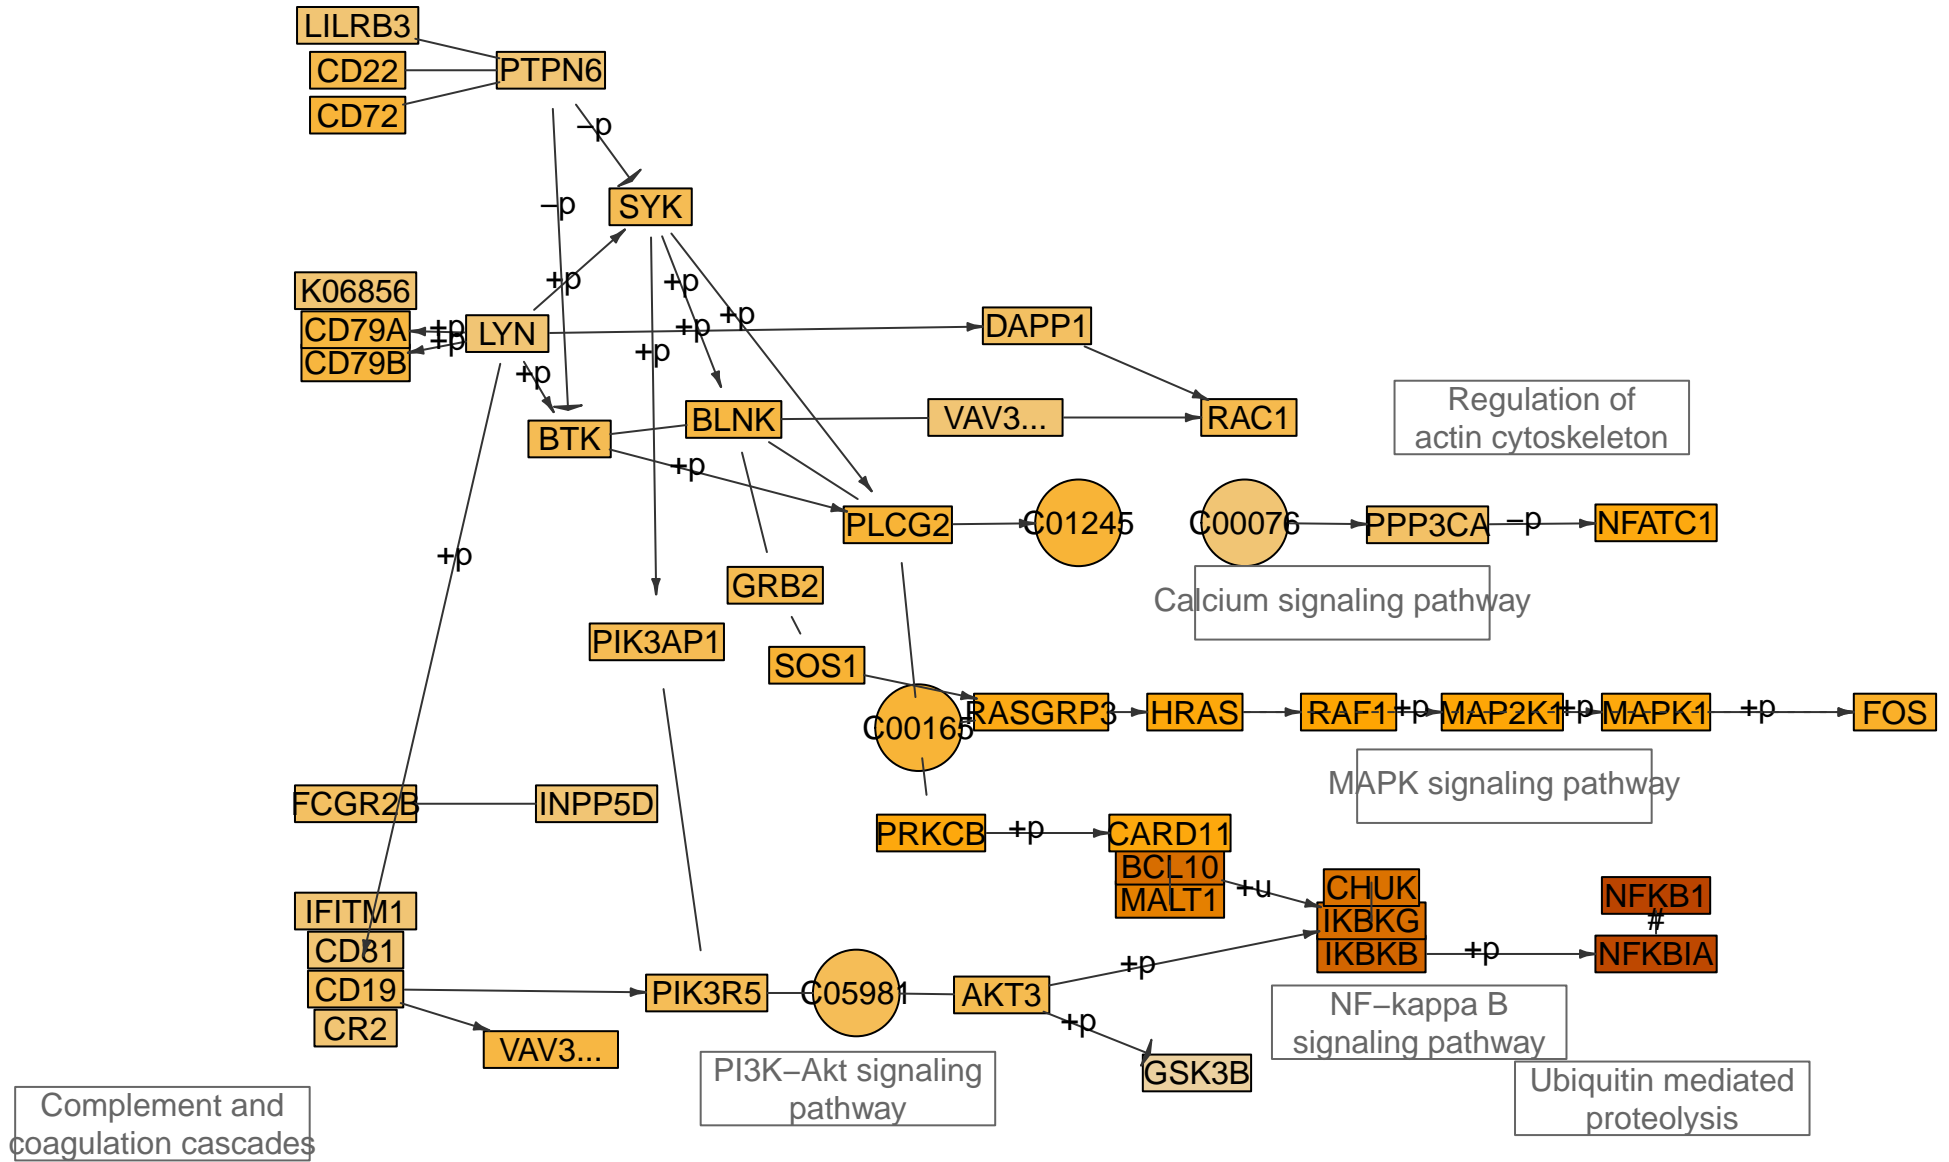 LILRB3
CD22
PTPN6
CD72
–p
SYK
–p
+p
+p
K06856
CD79A
+p
LYN
+p
+p
DAPP1
+p
CD79B
+p
+p
Regulation of
actin cytoskeleton
BTK
BLNK
VAV3...
RAC1
+p
PLCG2
C01245
C00076
PPP3CA
–p
NFATC1
+p
GRB2
Calcium signaling pathway
PIK3AP1
SOS1
C00165
RASGRP3
HRAS
RAF1
+p
MAP2K1
+p
MAPK1
+p
FOS
MAPK signaling pathway
FCGR2B
INPP5D
PRKCB
+p
CARD11
BCL10
MALT1
+u
CHUK
IKBKG
IKBKB
NFKB1
#
NFKBIA
+p
IFITM1
CD81
CD19
CR2
PIK3R5
C05981
AKT3
+p
+p
VAV3...
GSK3B
NF–kappa B
signaling pathway
PI3K–Akt signaling
pathway
Ubiquitin mediated
proteolysis
Complement and
coagulation cascades